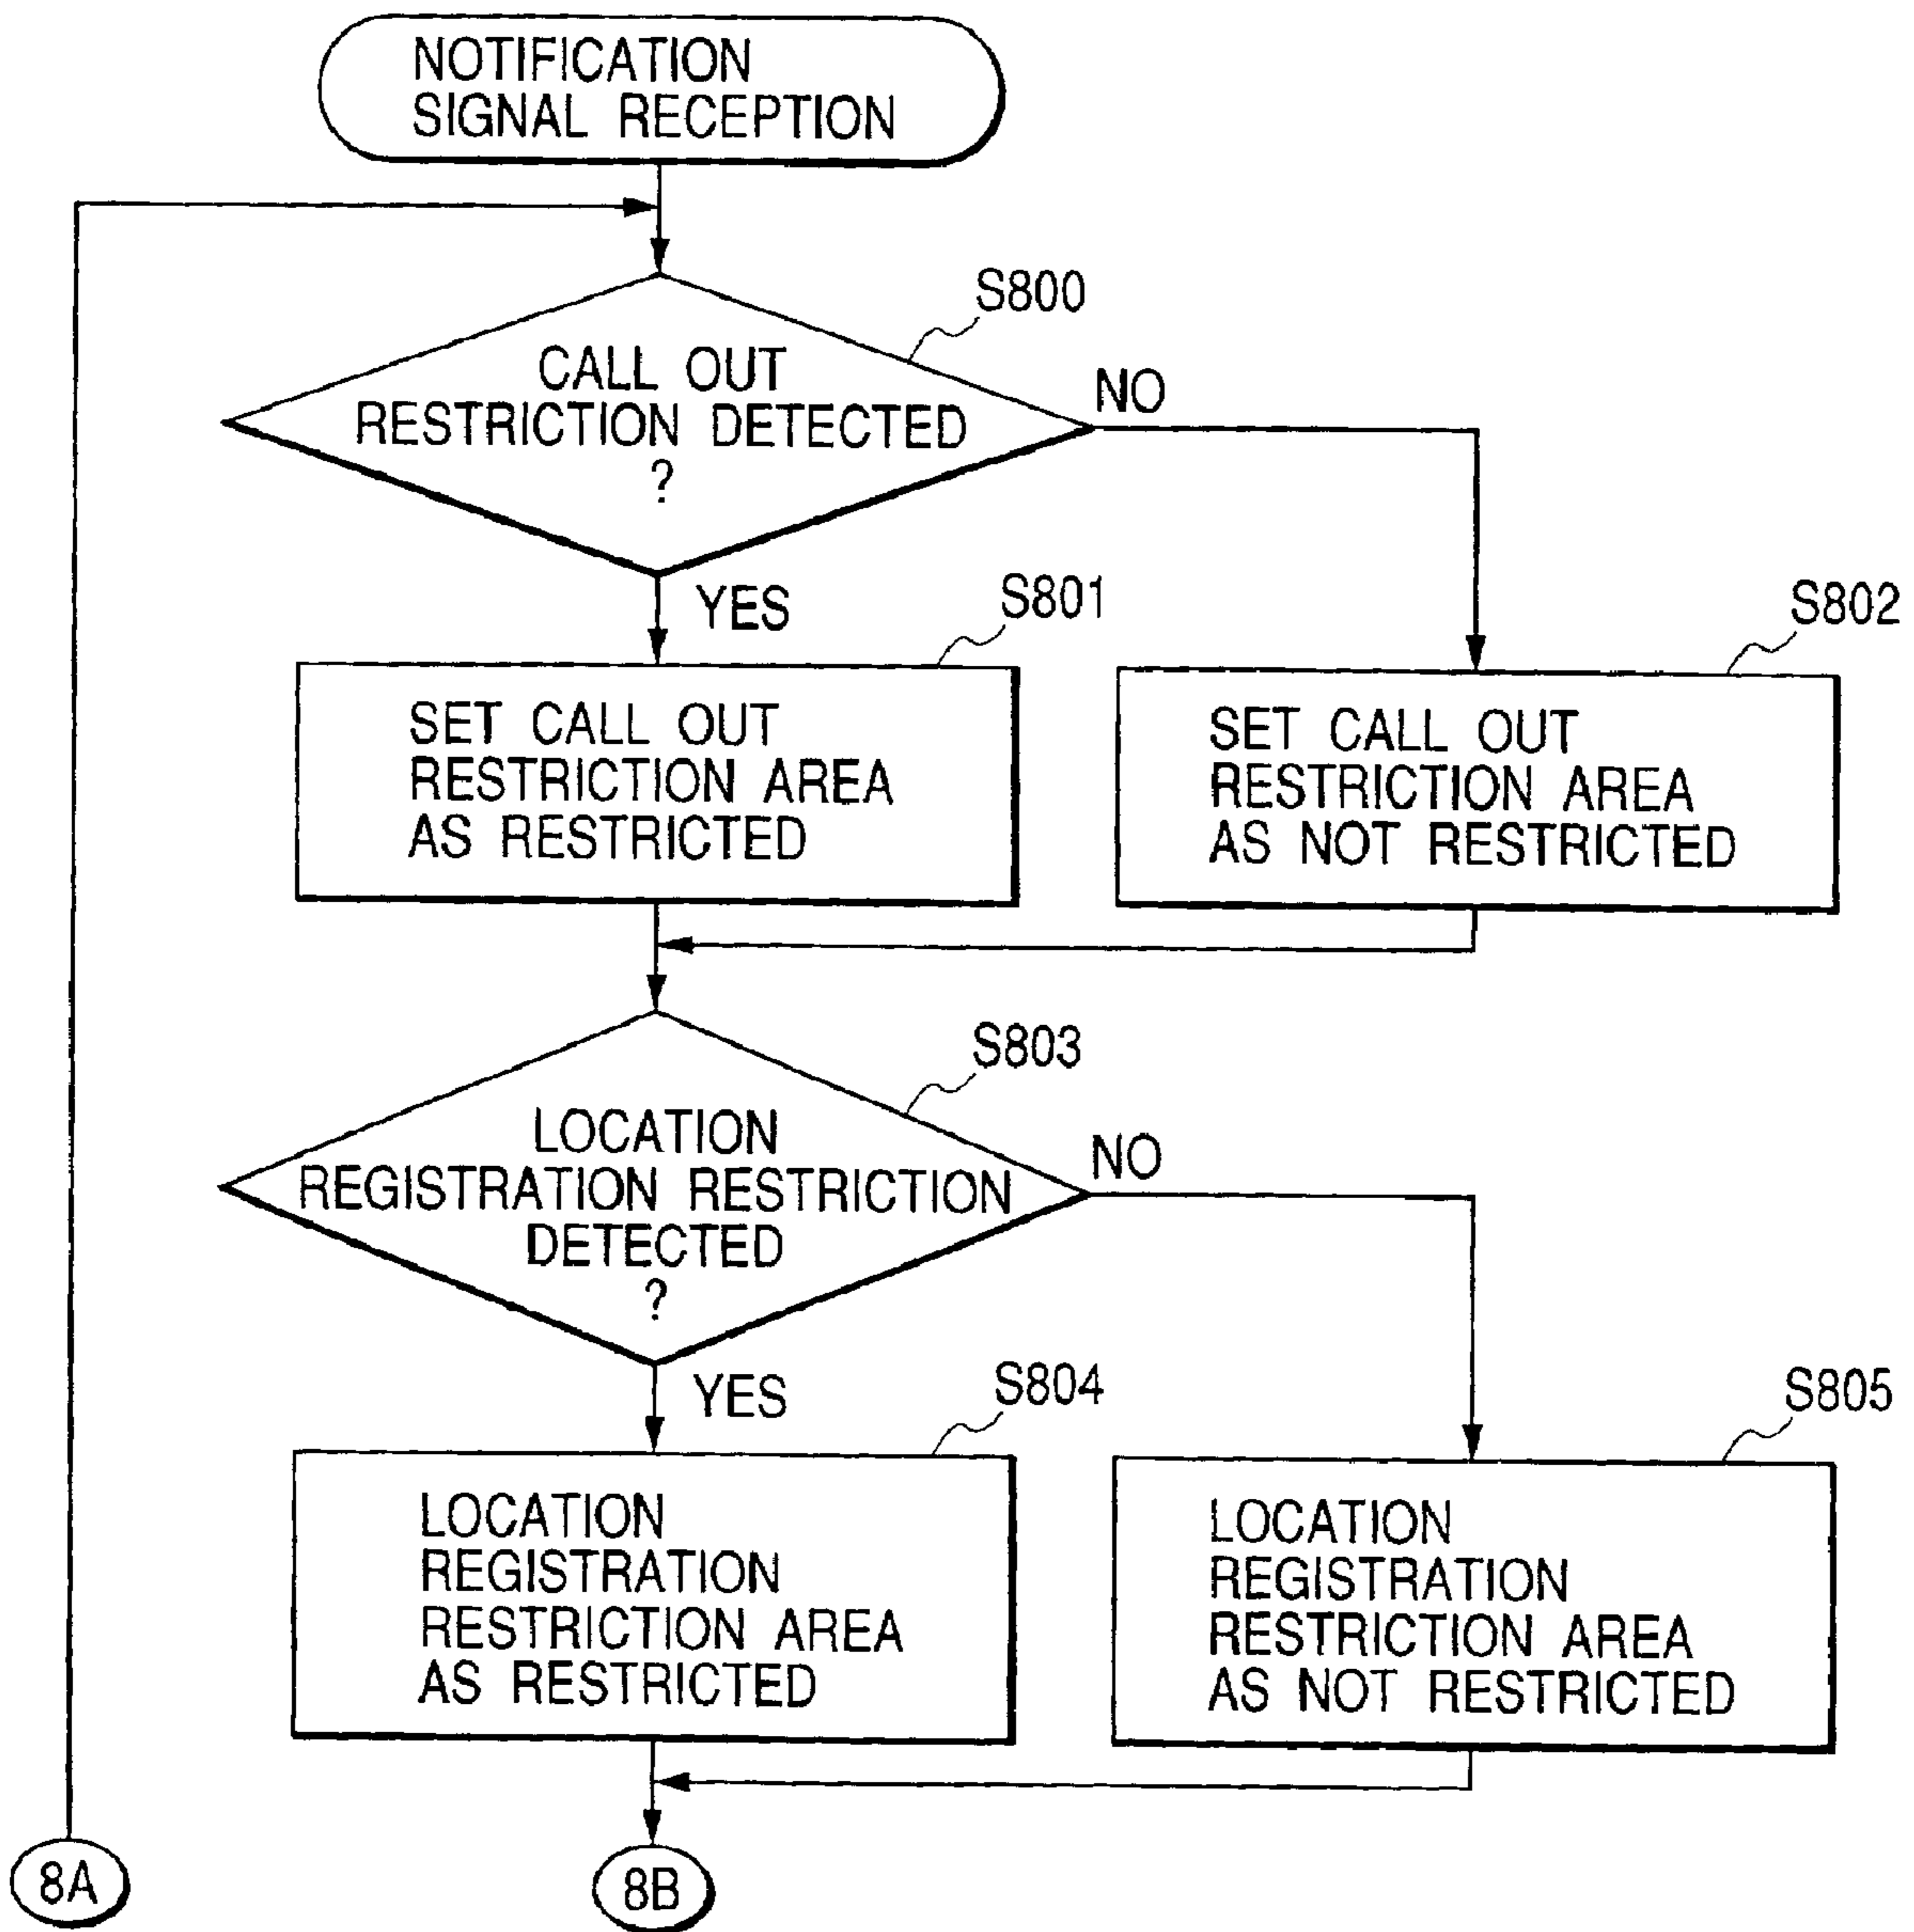 NOTIFICATION
SIGNAL RECEPTION
S800
CALL OUT
RESTRICTION DETECTED
?
NO
YES
S801
S802
SET CALL OUT
RESTRICTION AREA
AS RESTRICTED
SET CALL OUT
RESTRICTION AREA
AS NOT RESTRICTED
S803
LOCATION
REGISTRATION RESTRICTION
DETECTED
?
NO
YES
S804
S805
LOCATION
REGISTRATION
RESTRICTION AREA
AS RESTRICTED
LOCATION
REGISTRATION
RESTRICTION AREA
AS NOT RESTRICTED
8A
8B